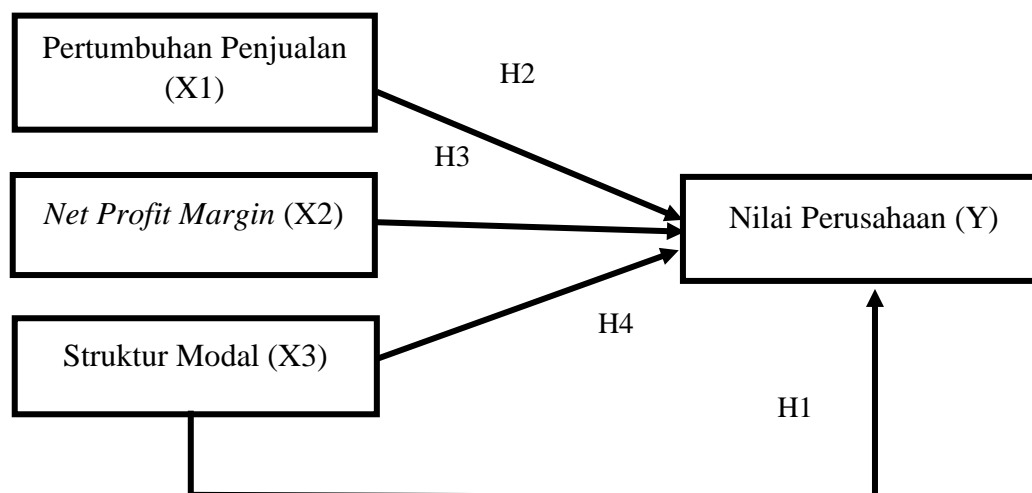 Pertumbuhan Penjualan
(X1)
H2
H3
Net Profit Margin (X2)
Nilai Perusahaan (Y)
Struktur Modal (X3)
H4
H1